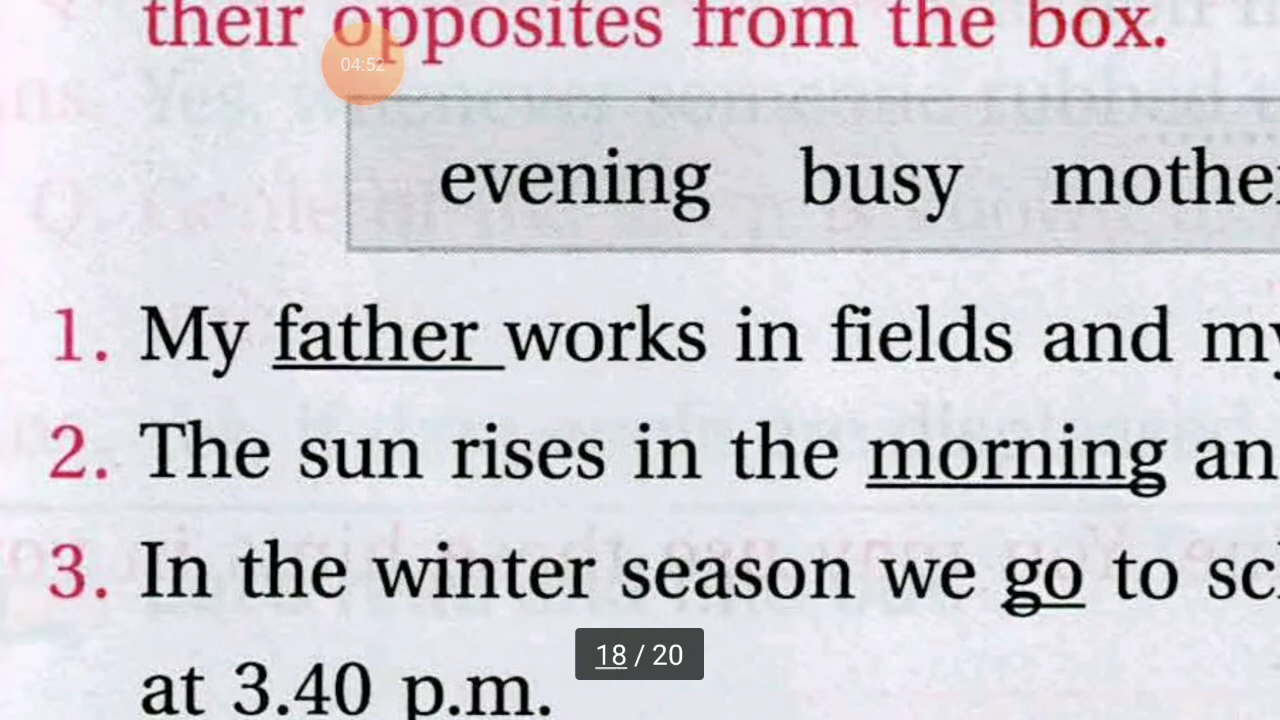 their opposites from the box.
04:52
evening busy mothe
1. My father works in fields and my
2. The sun rises in the morning an
3. In the winter season we go to sc
at 3.40 p.m.
18 / 20